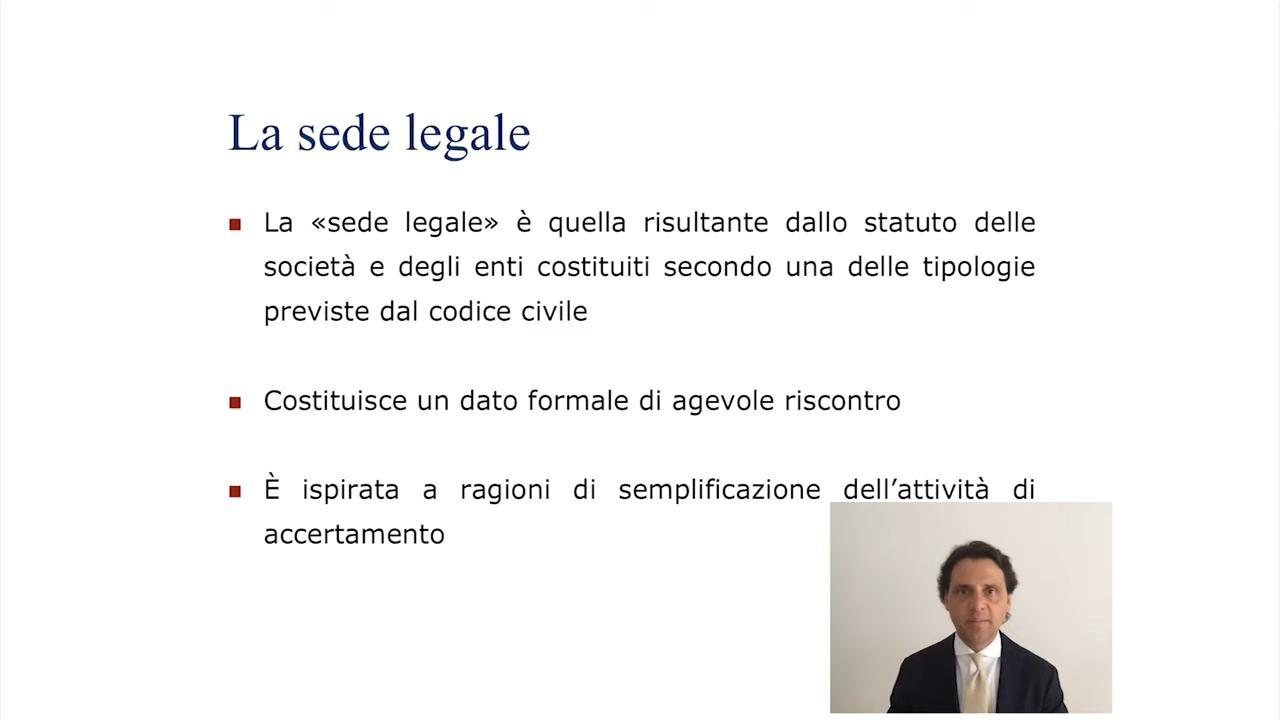 La sede legale
La «sede legale» è quella risultante dallo statuto delle
società e degli enti costituiti secondo una delle tipologie
previste dal codice civile
Costituisce un dato formale di agevole riscontro
È ispirata a ragioni di semplificazione dell’attività di
accertamento